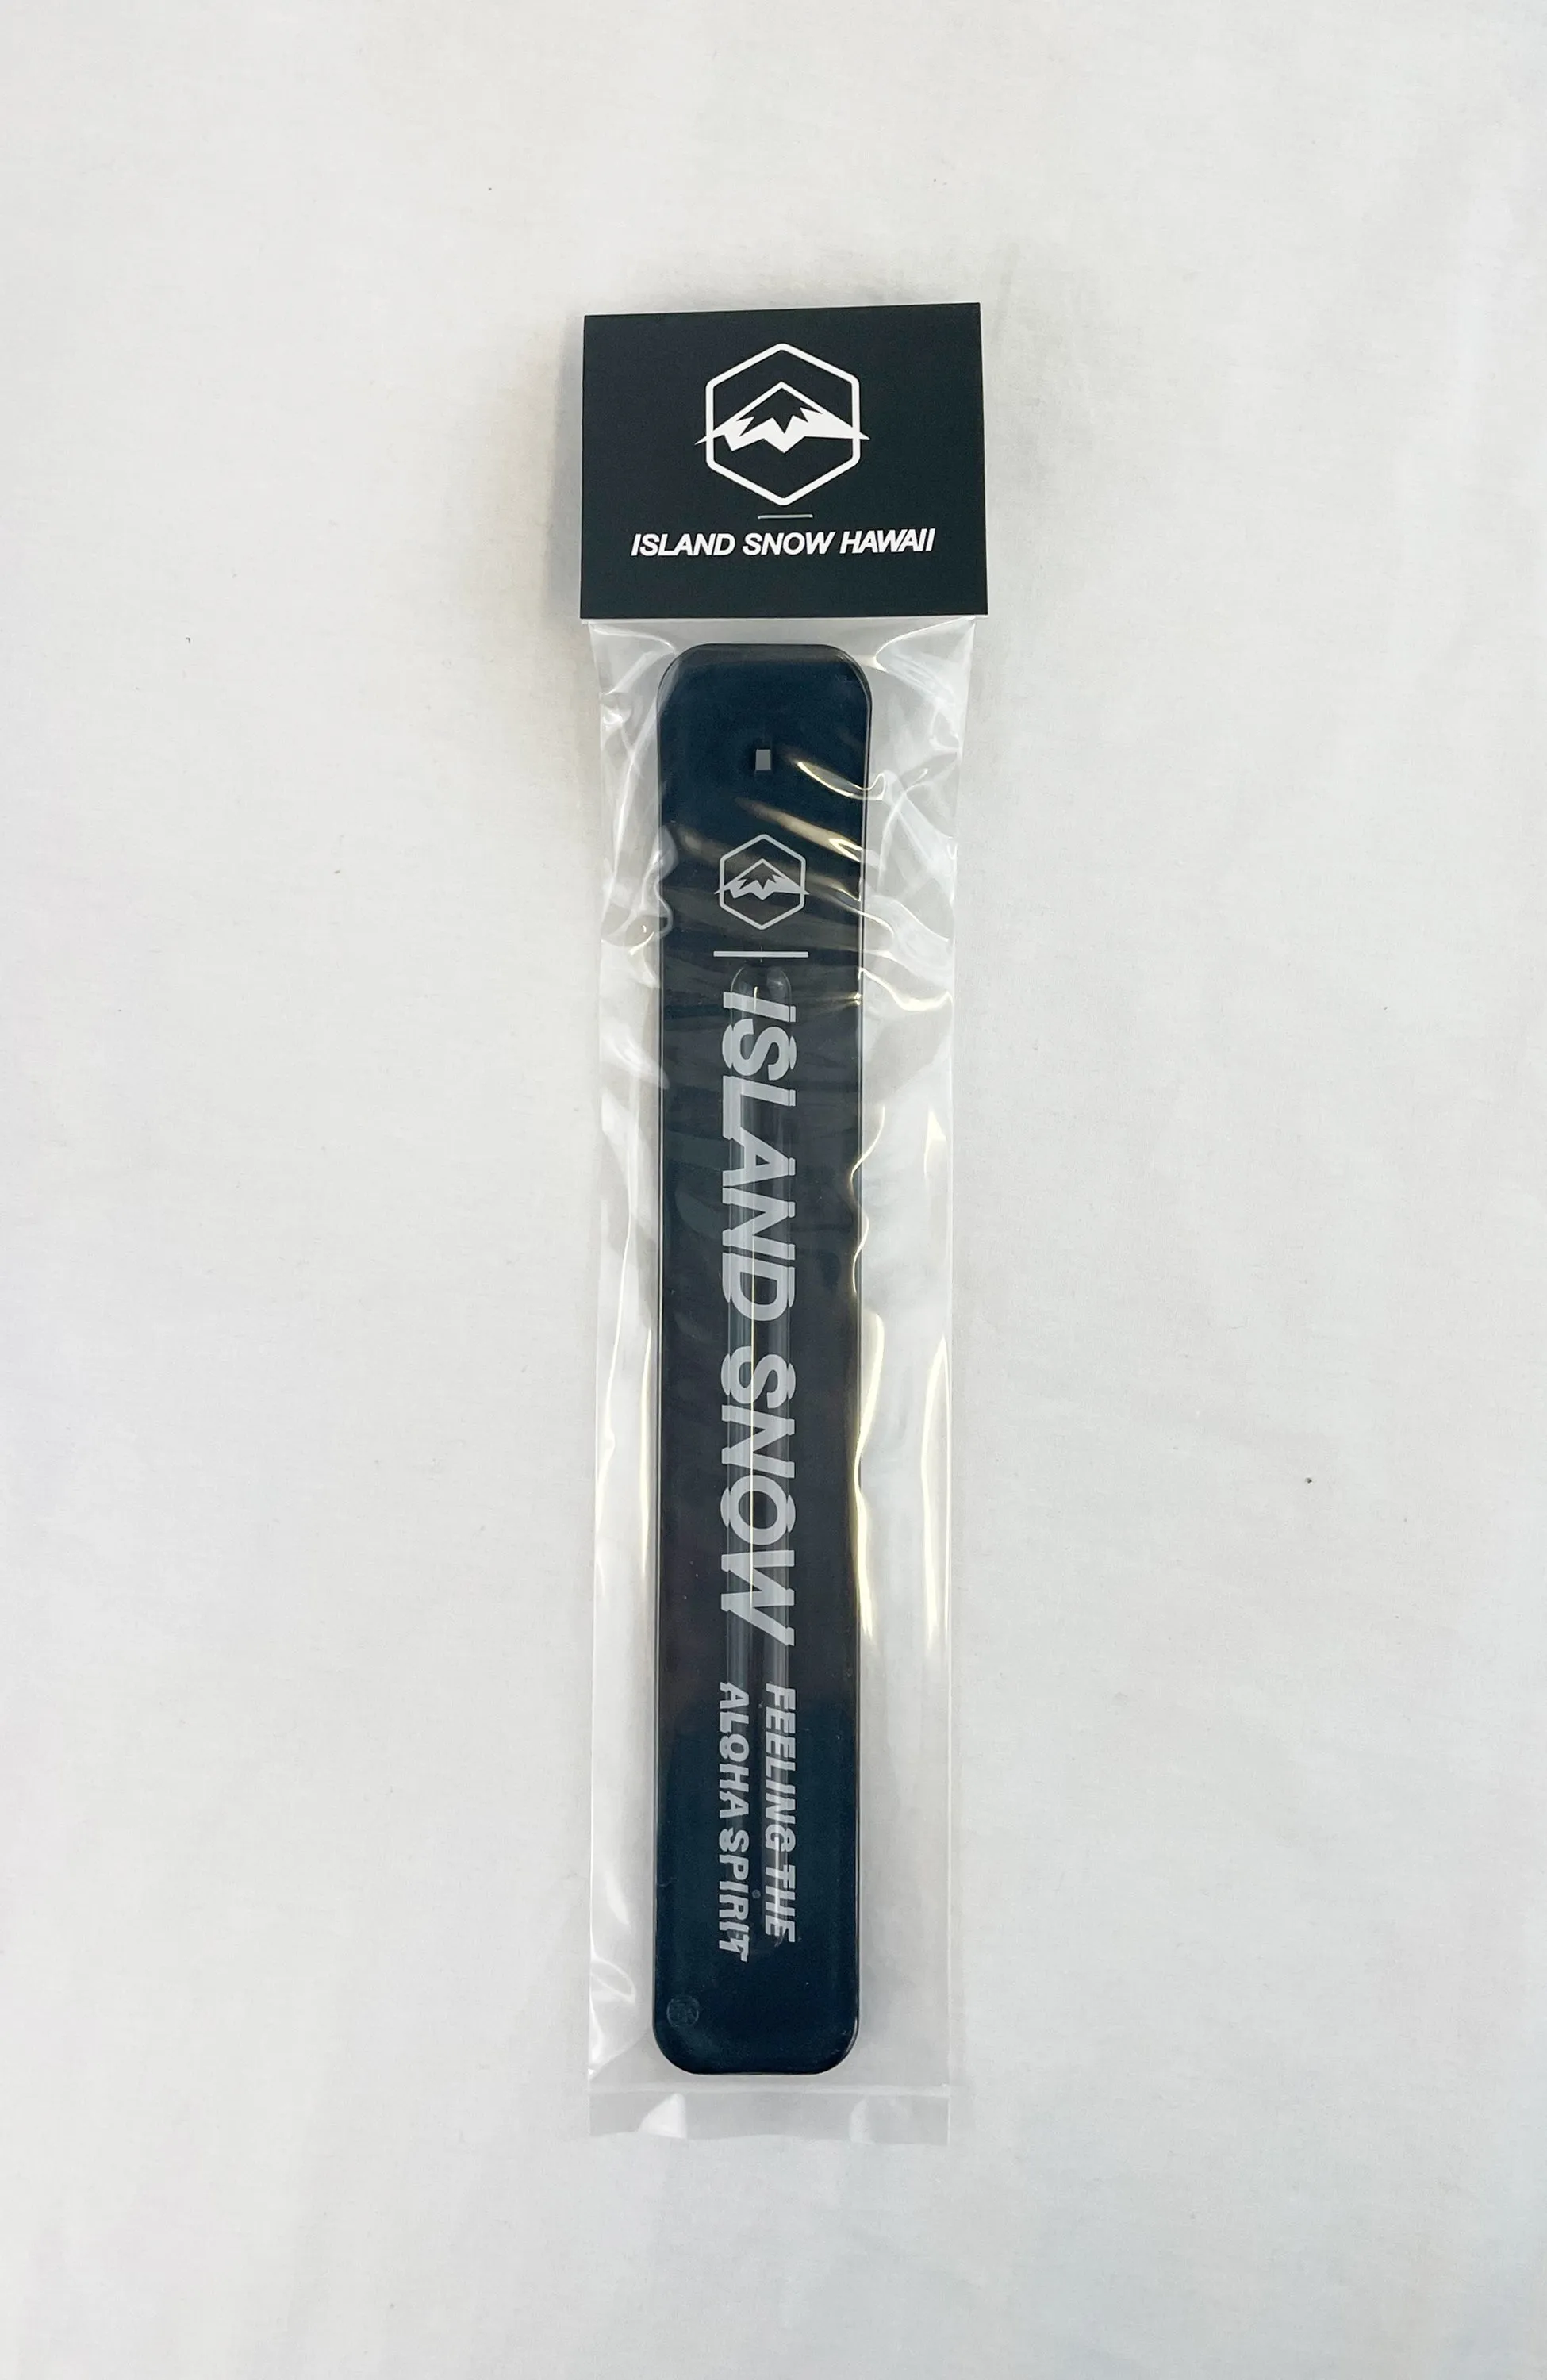 ISLAND SNOW HAWAII
ISLAND SNOW
FEELING THE
ALOHA SPIRIT